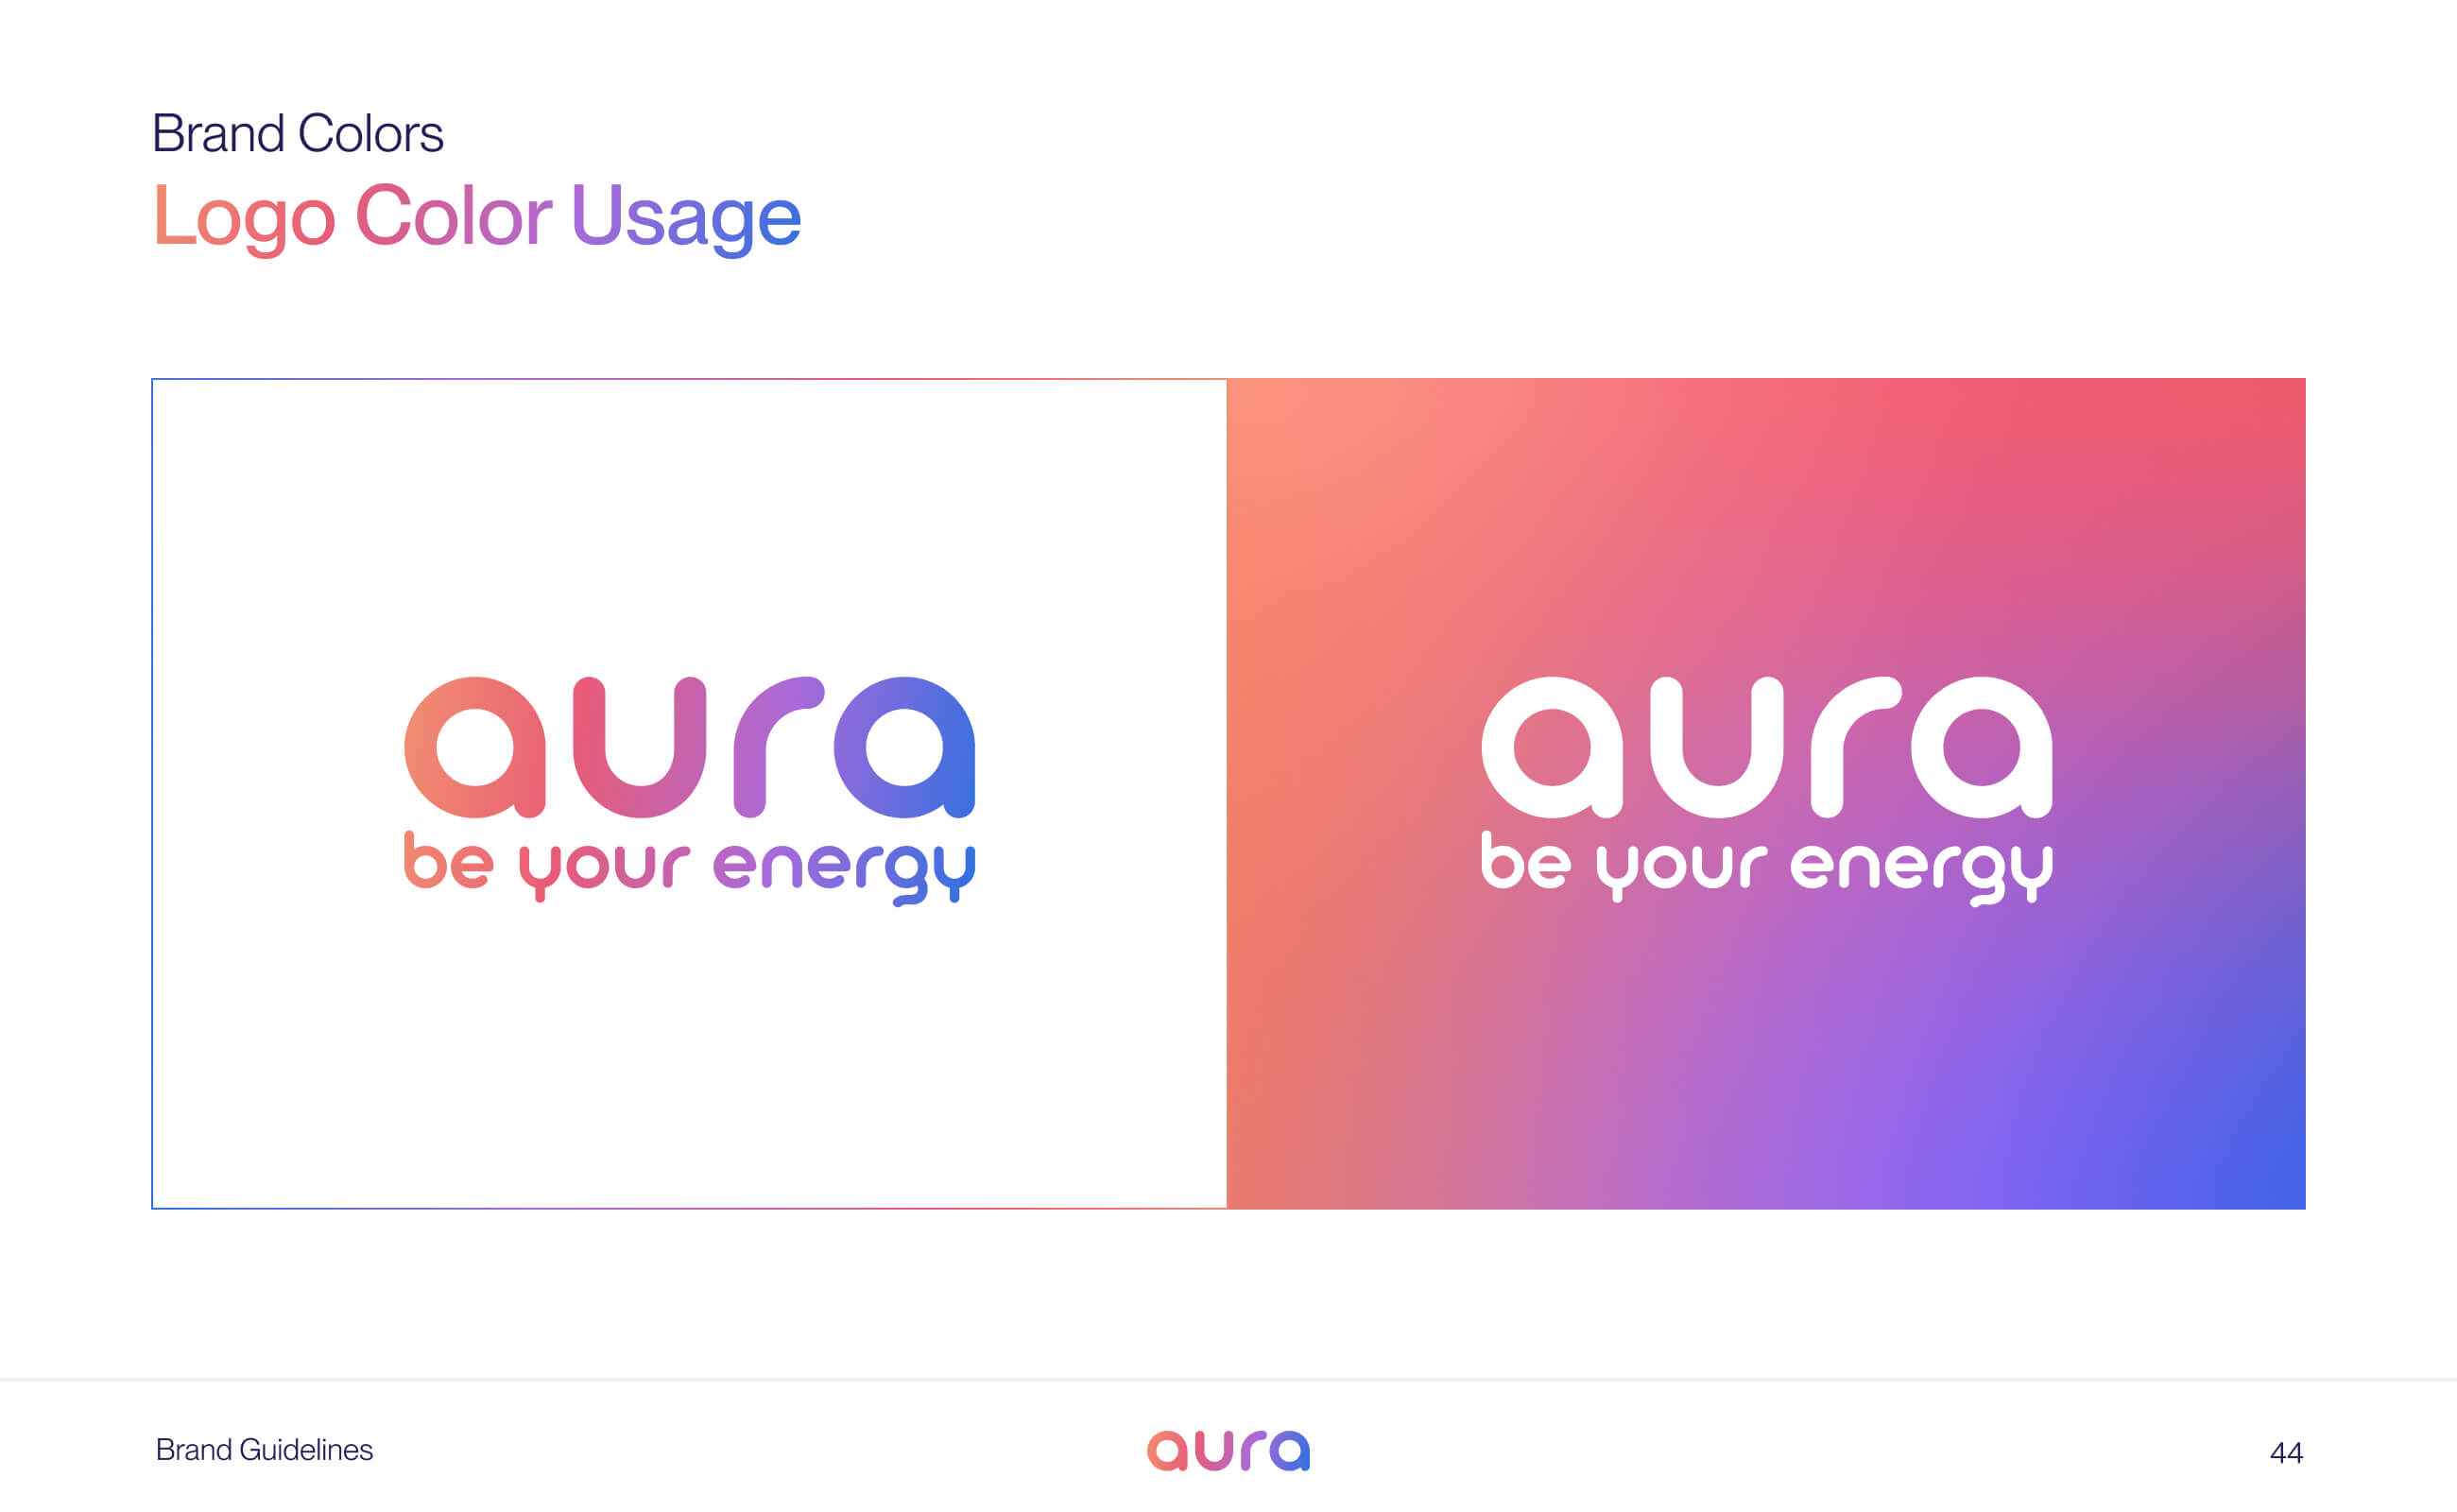 Brand Colors
Logo Color Usage
aura
be your energy
aura
be your energy
Brand Guidelines
aura
44